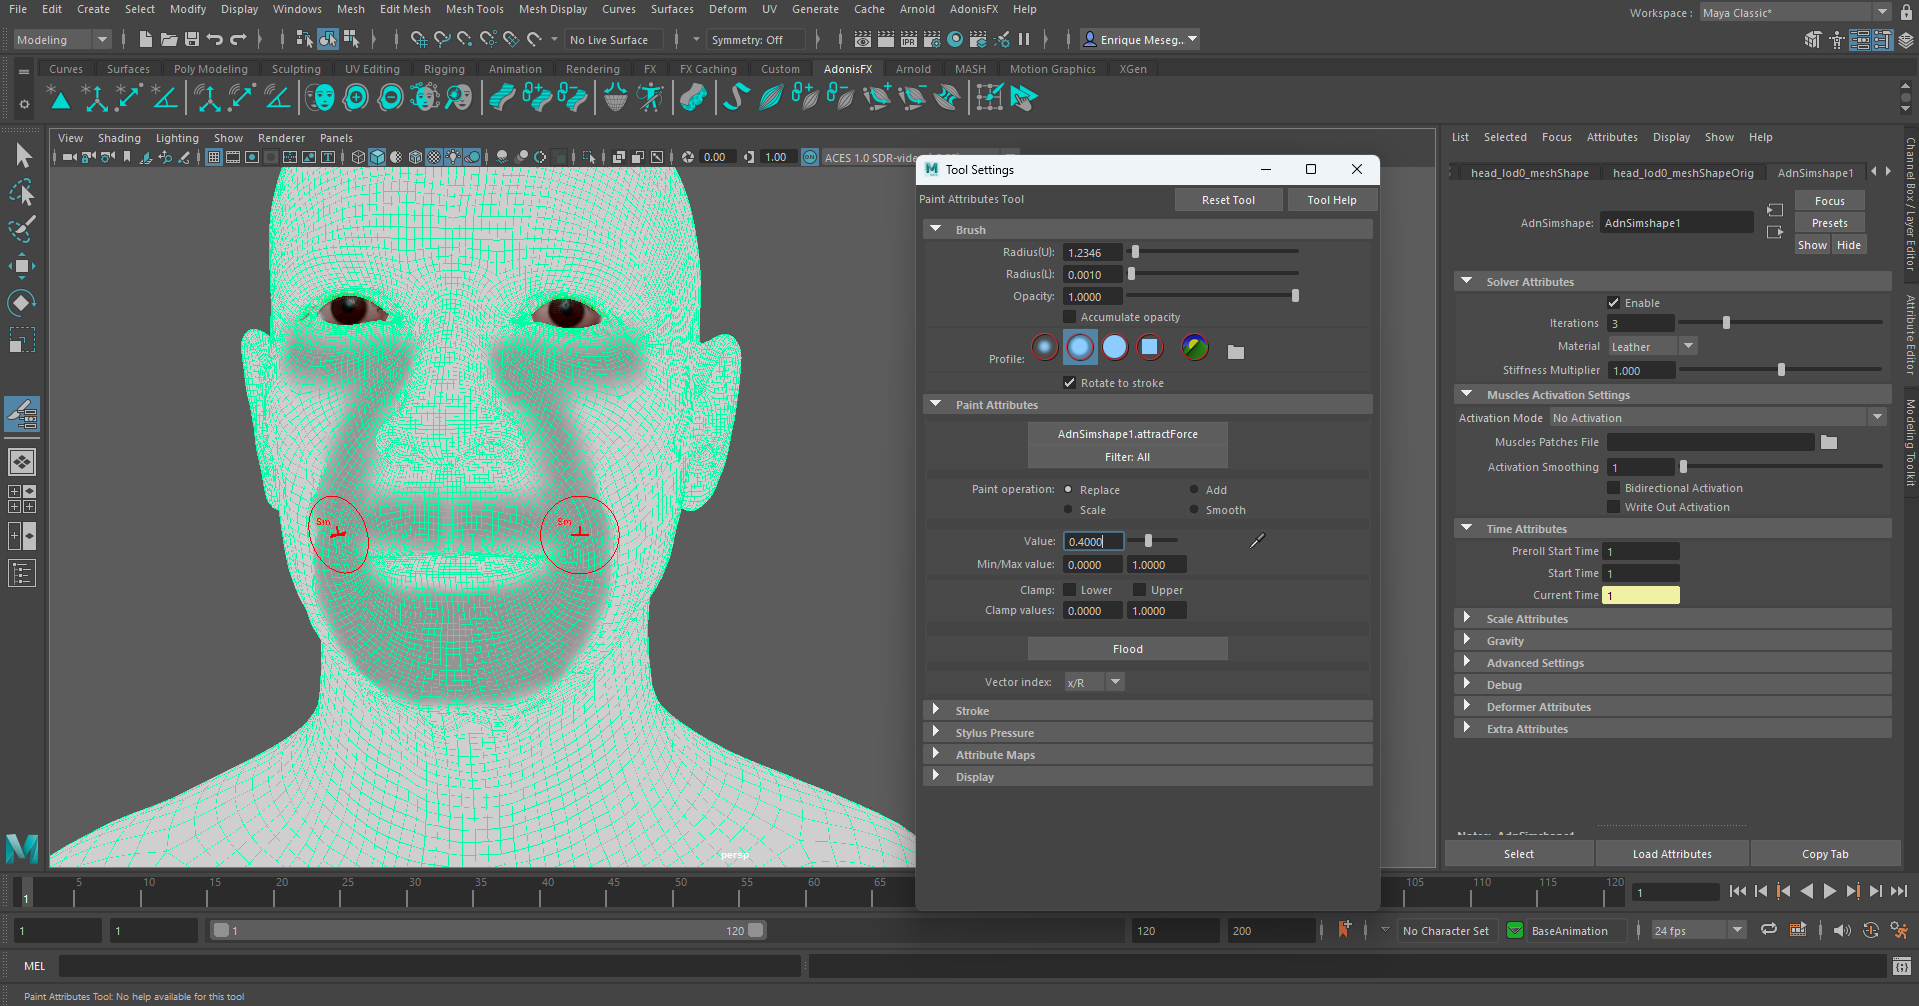 File Edit Create Select Modify Display Windows Mesh Edit Mesh Mesh Tools Mesh Display Curves Surfaces Deform UV Generate Cache Arnold AdonisFX Help
Workspace : Maya Classic*
Modeling No Live Surface Symmetry: Off IPR Enrique Meseg...
Curves Surfaces Poly Modeling Sculpting UV Editing Rigging Animation Rendering FX FX Caching Custom AdonisFX Arnold MASH Motion Graphics XGen
View Shading Lighting Show Renderer Panels
0.00 1.00 ON ACES 1.0 SDR-vide
Sm
Sm
persp
Tool Settings
Paint Attributes Tool Reset Tool Tool Help
Brush
Radius(U): 1.2346
Radius(L): 0.0010
Opacity: 1.0000
Accumulate opacity
Profile:
Rotate to stroke
Paint Attributes
AdnSimshape1.attractForce
Filter: All
Paint operation: Replace Add
Scale Smooth
Value: 0.4000
Min/Max value: 0.0000 1.0000
Clamp: Lower Upper
Clamp values: 0.0000 1.0000
Flood
Vector index: x/R
Stroke
Stylus Pressure
Attribute Maps
Display
List Selected Focus Attributes Display Show Help
head_lod0_meshShape head_lod0_meshShapeOrig AdnSimshape1
Focus
AdnSimshape: AdnSimshape1 Presets
Show Hide
Solver Attributes
Enable
Iterations 3
Material Leather
Stiffness Multiplier 1.000
Muscles Activation Settings
Activation Mode No Activation
Muscles Patches File
Activation Smoothing 1
Bidirectional Activation
Write Out Activation
Time Attributes
Preroll Start Time 1
Start Time 1
Current Time 1
Scale Attributes
Gravity
Advanced Settings
Debug
Deformer Attributes
Extra Attributes
Notes: AdnSimshape1
Select Load Attributes Copy Tab
Channel Box / Layer Editor
Attribute Editor
Modeling Toolkit
1 5 10 15 20 25 30 35 40 45 50 55 60 65 105 110 115 120 1
1 1 1 120 120 200 No Character Set BaseAnimation 24 fps
MEL
Paint Attributes Tool: No help available for this tool